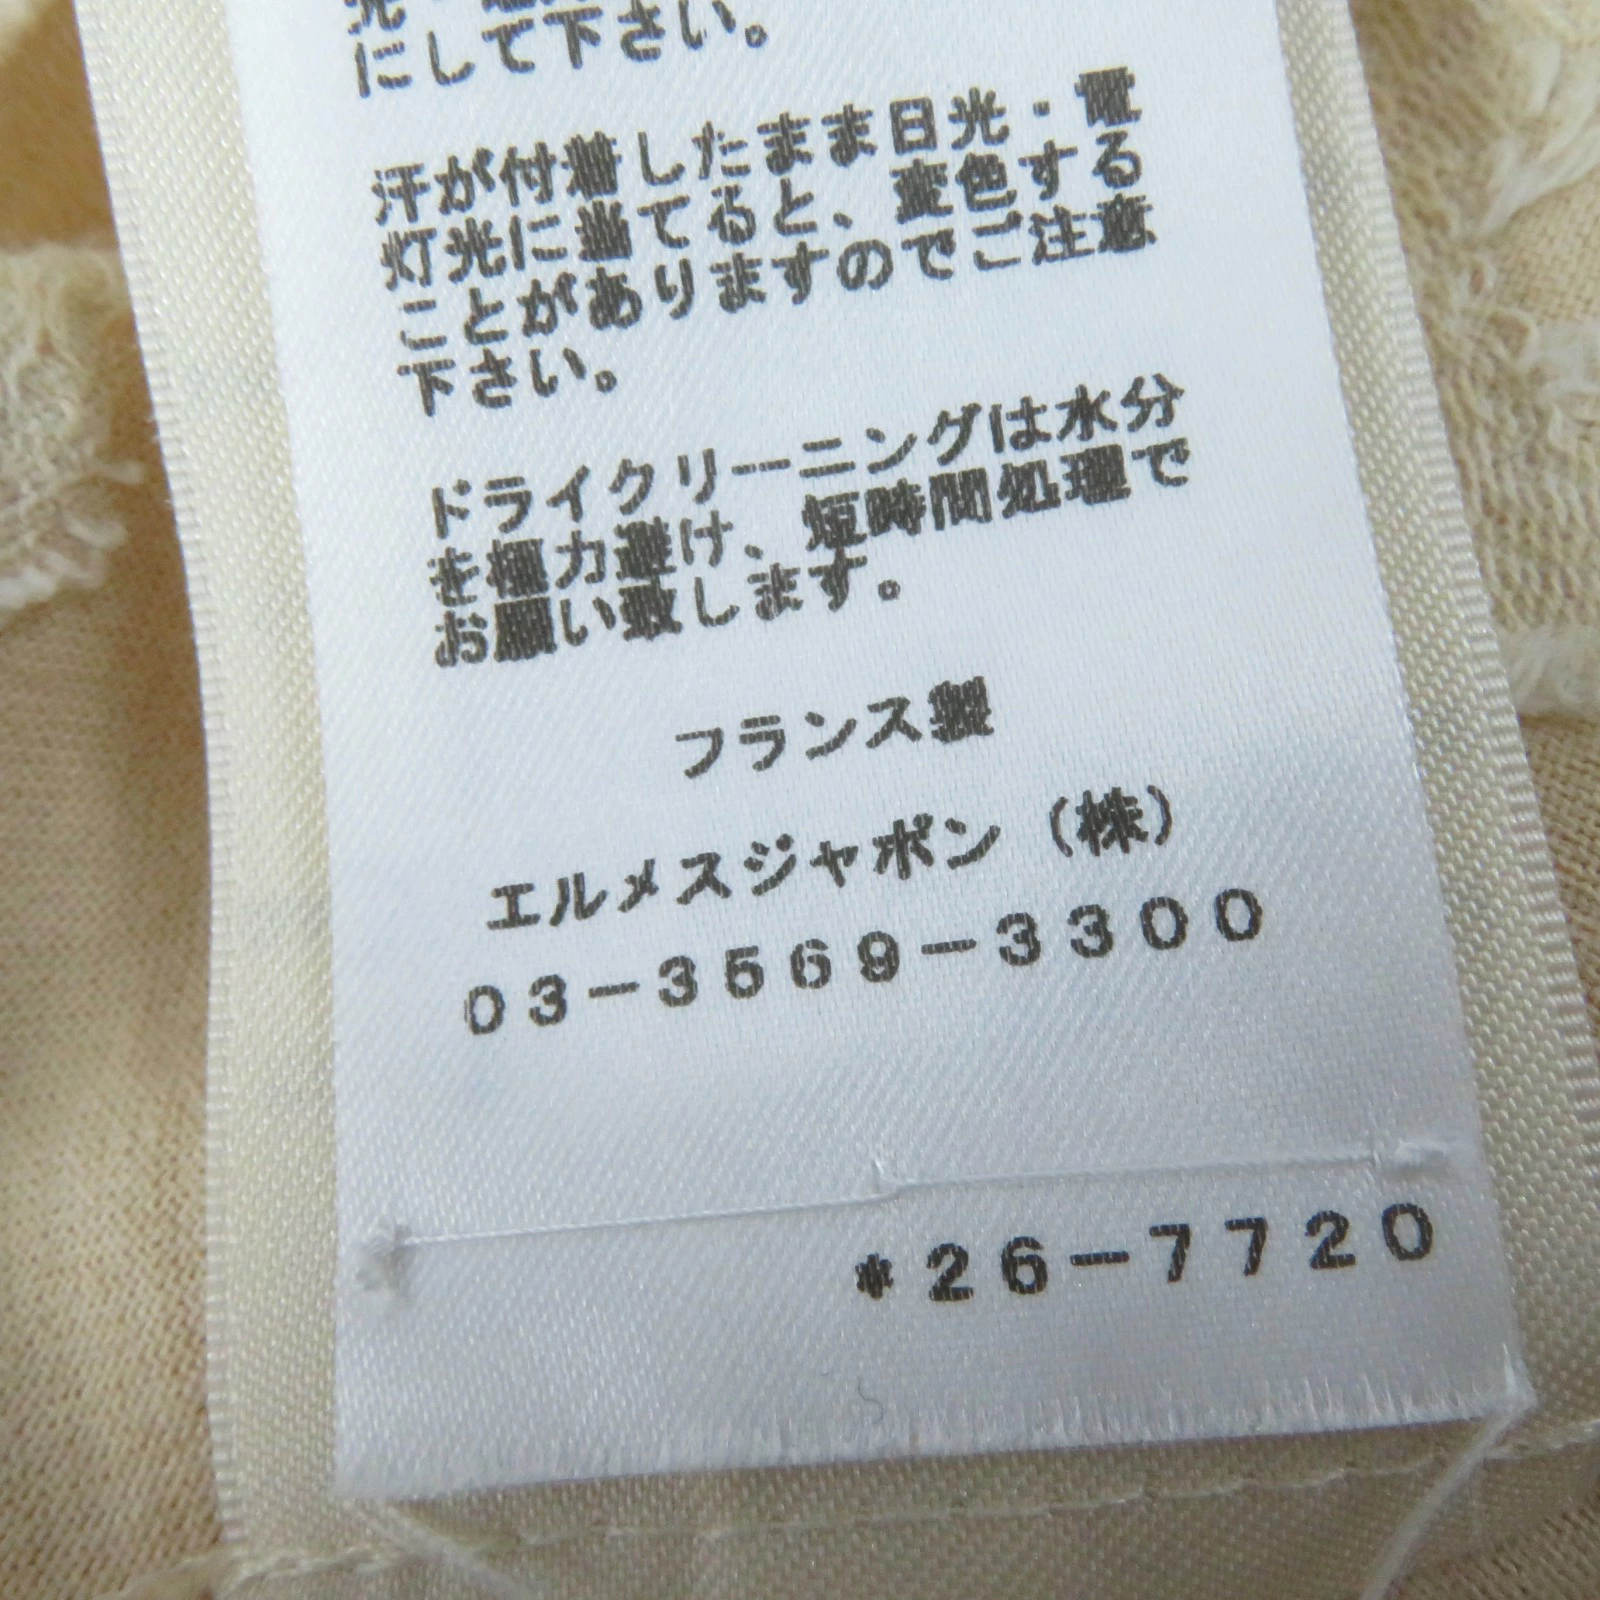 にして下さい。
汗が付着したまま日光・電
灯光に当てると、変色する
ことがありますのでご注意
下さい。
ドライクリーニングは水分
を極力避け、短時間処理で
お願い致します。
フランス製
エルメスジャポン（株）
03-3569-3300
*26-7720